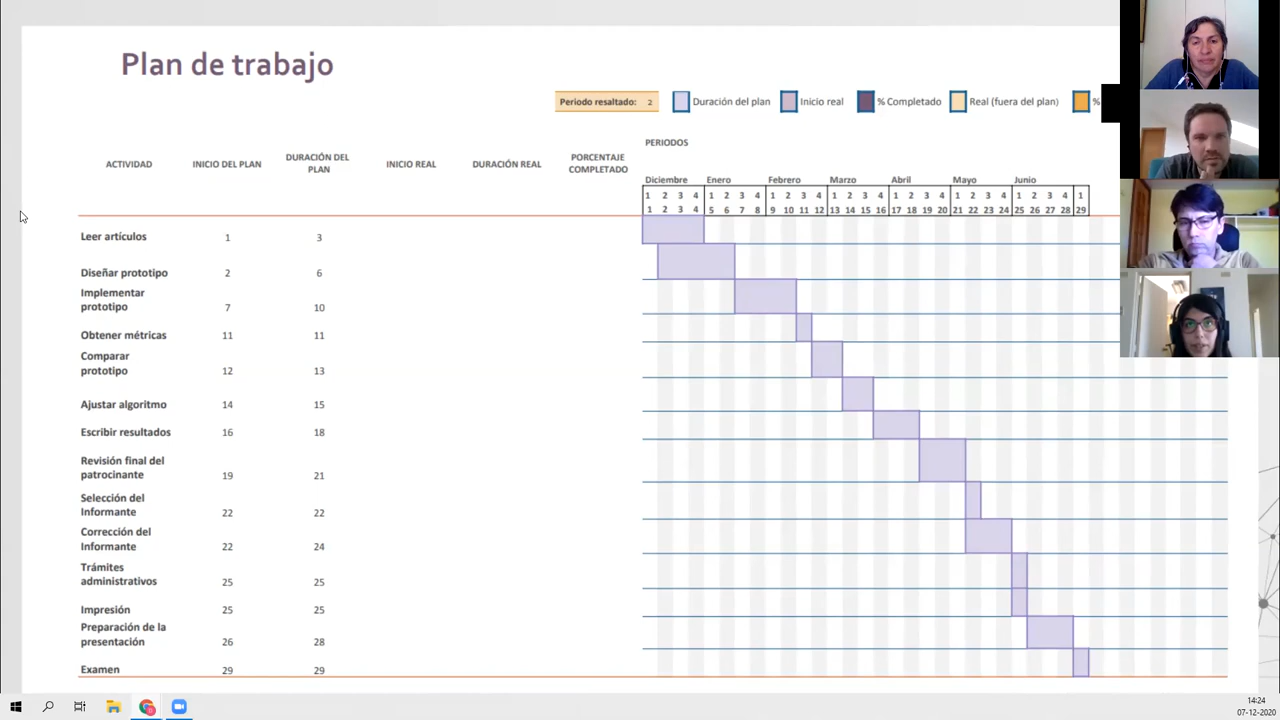 Plan de trabajo
Periodo resaltado: 2 Duración del plan Inicio real % Completado Real (fuera del plan) %
PERIODOS
ACTIVIDAD INICIO DEL PLAN DURACIÓN DEL PLAN INICIO REAL DURACIÓN REAL PORCENTAJE COMPLETADO
Diciembre Enero Febrero Marzo Abril Mayo Junio
1 2 3 4 1 2 3 4 1 2 3 4 1 2 3 4 1 2 3 4 1 2 3 4 1 2 3 4 1
1 2 3 4 5 6 7 8 9 10 11 12 13 14 15 16 17 18 19 20 21 22 23 24 25 26 27 28 29
Leer artículos 1 3
Diseñar prototipo 2 6
Implementar
prototipo 7 10
Obtener métricas 11 11
Comparar
prototipo 12 13
Ajustar algoritmo 14 15
Escribir resultados 16 18
Revisión final del
patrocinante 19 21
Selección del
Informante 22 22
Corrección del
Informante 22 24
Trámites
administrativos 25 25
Impresión 25 25
Preparación de la
presentación 26 28
Examen 29 29
14:24
07-12-2020